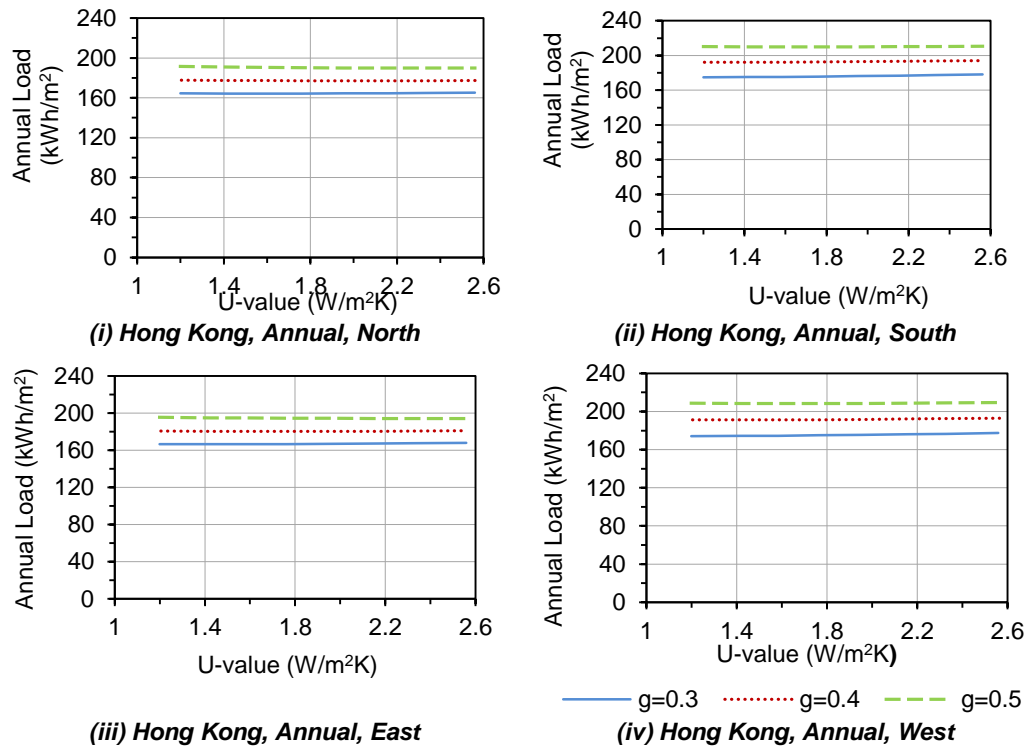 240
200
160
120
80
40
0
Annual Load
(kWh/m²)
1 1.4 1.8 2.2 2.6
U-value (W/m²K)
(i) Hong Kong, Annual, North
240
200
160
120
80
40
0
Annual Load
(kWh/m²)
1 1.4 1.8 2.2 2.6
U-value (W/m²K)
(ii) Hong Kong, Annual, South
240
200
160
120
80
40
0
Annual Load (kWh/m²)
1 1.4 1.8 2.2 2.6
U-value (W/m²K)
(iii) Hong Kong, Annual, East
240
200
160
120
80
40
0
Annual Load (kWh/m²)
1 1.4 1.8 2.2 2.6
U-value (W/m²K)
g=0.3 g=0.4 g=0.5
(iv) Hong Kong, Annual, West